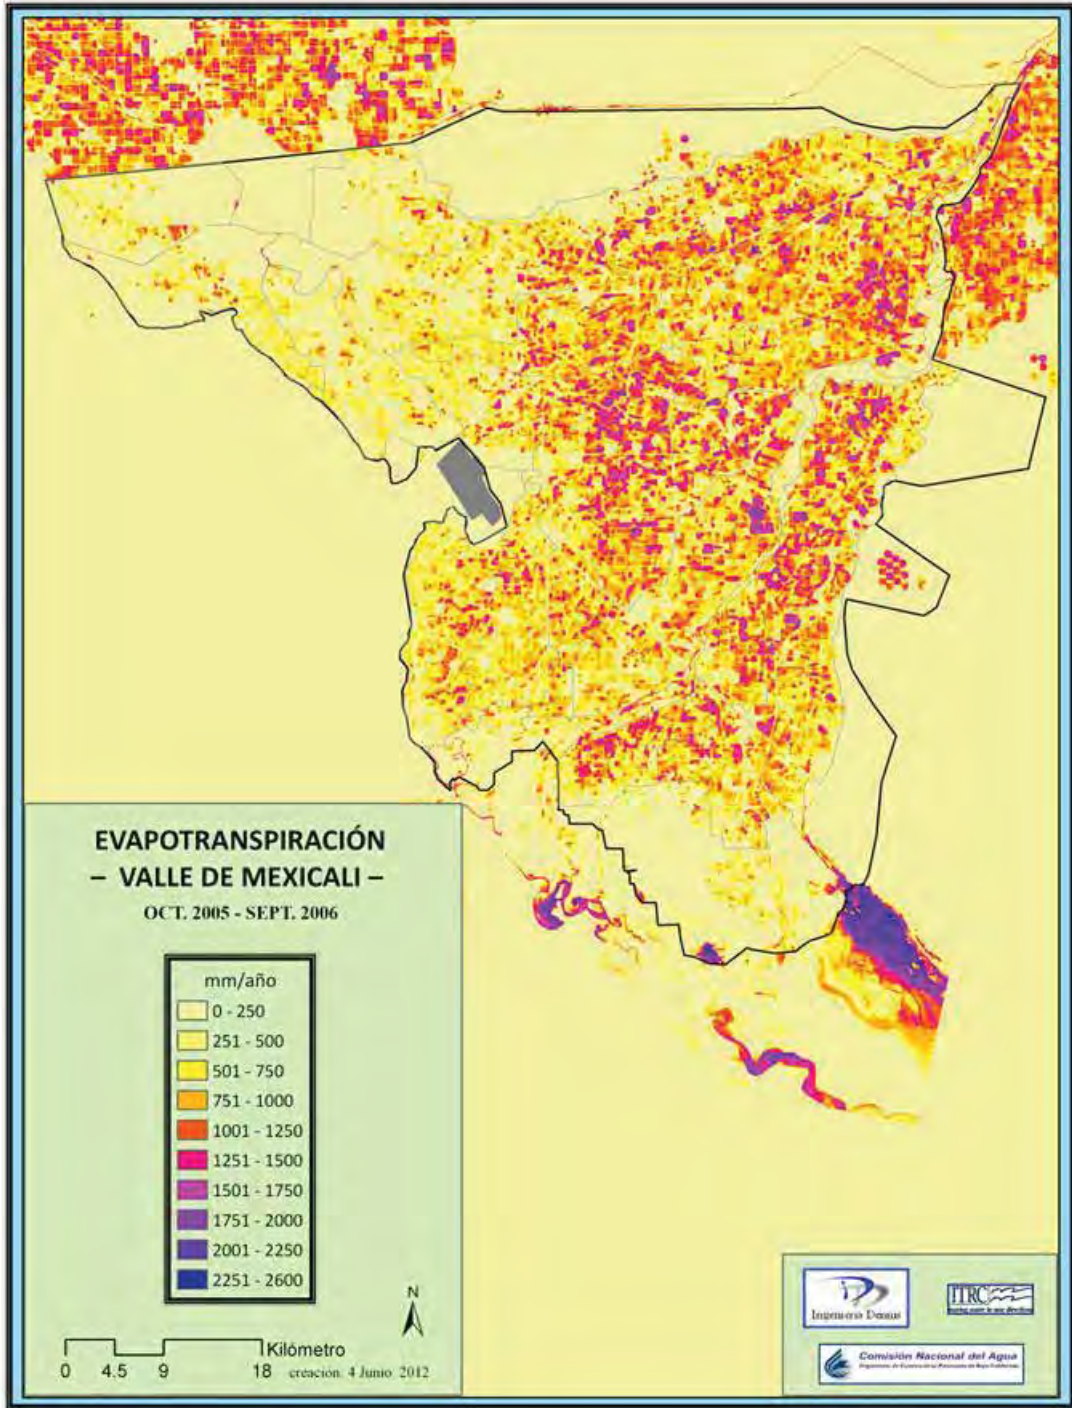 EVAPOTRANSPIRACIÓN
– VALLE DE MEXICALI –
OCT. 2005 - SEPT. 2006
mm/año
0 - 250
251 - 500
501 - 750
751 - 1000
1001 - 1250
1251 - 1500
1501 - 1750
1751 - 2000
2001 - 2250
2251 - 2600
N
Kilómetro
0 4.5 9 18 creación: 4 Junio 2012
ITRC
Comisión Nacional del Agua